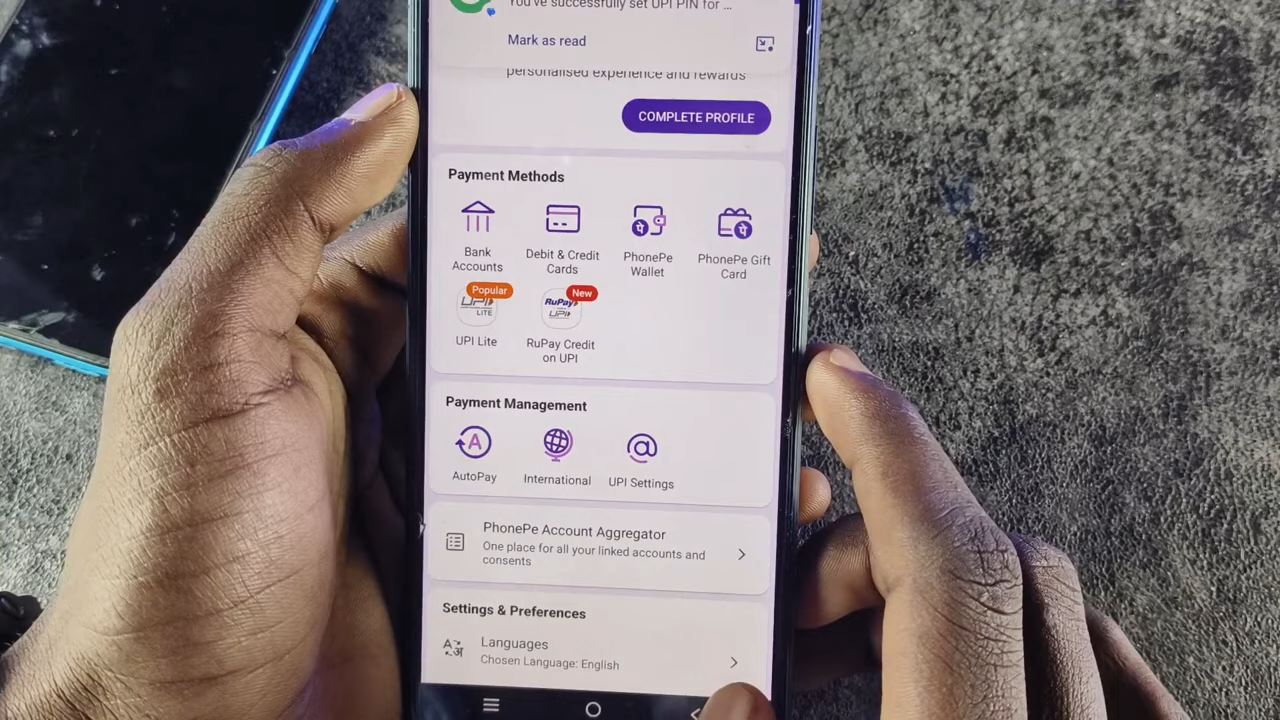 You've successfully set UPI PIN for ...
Mark as read
personalised experience and rewards
COMPLETE PROFILE
Payment Methods
Bank
Accounts
Debit & Credit
Cards
PhonePe
Wallet
PhonePe Gift
Card
Popular
UPI
LITE
UPI Lite
New
RuPay
UPI
RuPay Credit
on UPI
Payment Management
A
AutoPay
International
@
UPI Settings
PhonePe Account Aggregator
One place for all your linked accounts and
consents
Settings & Preferences
Languages
Chosen Language: English